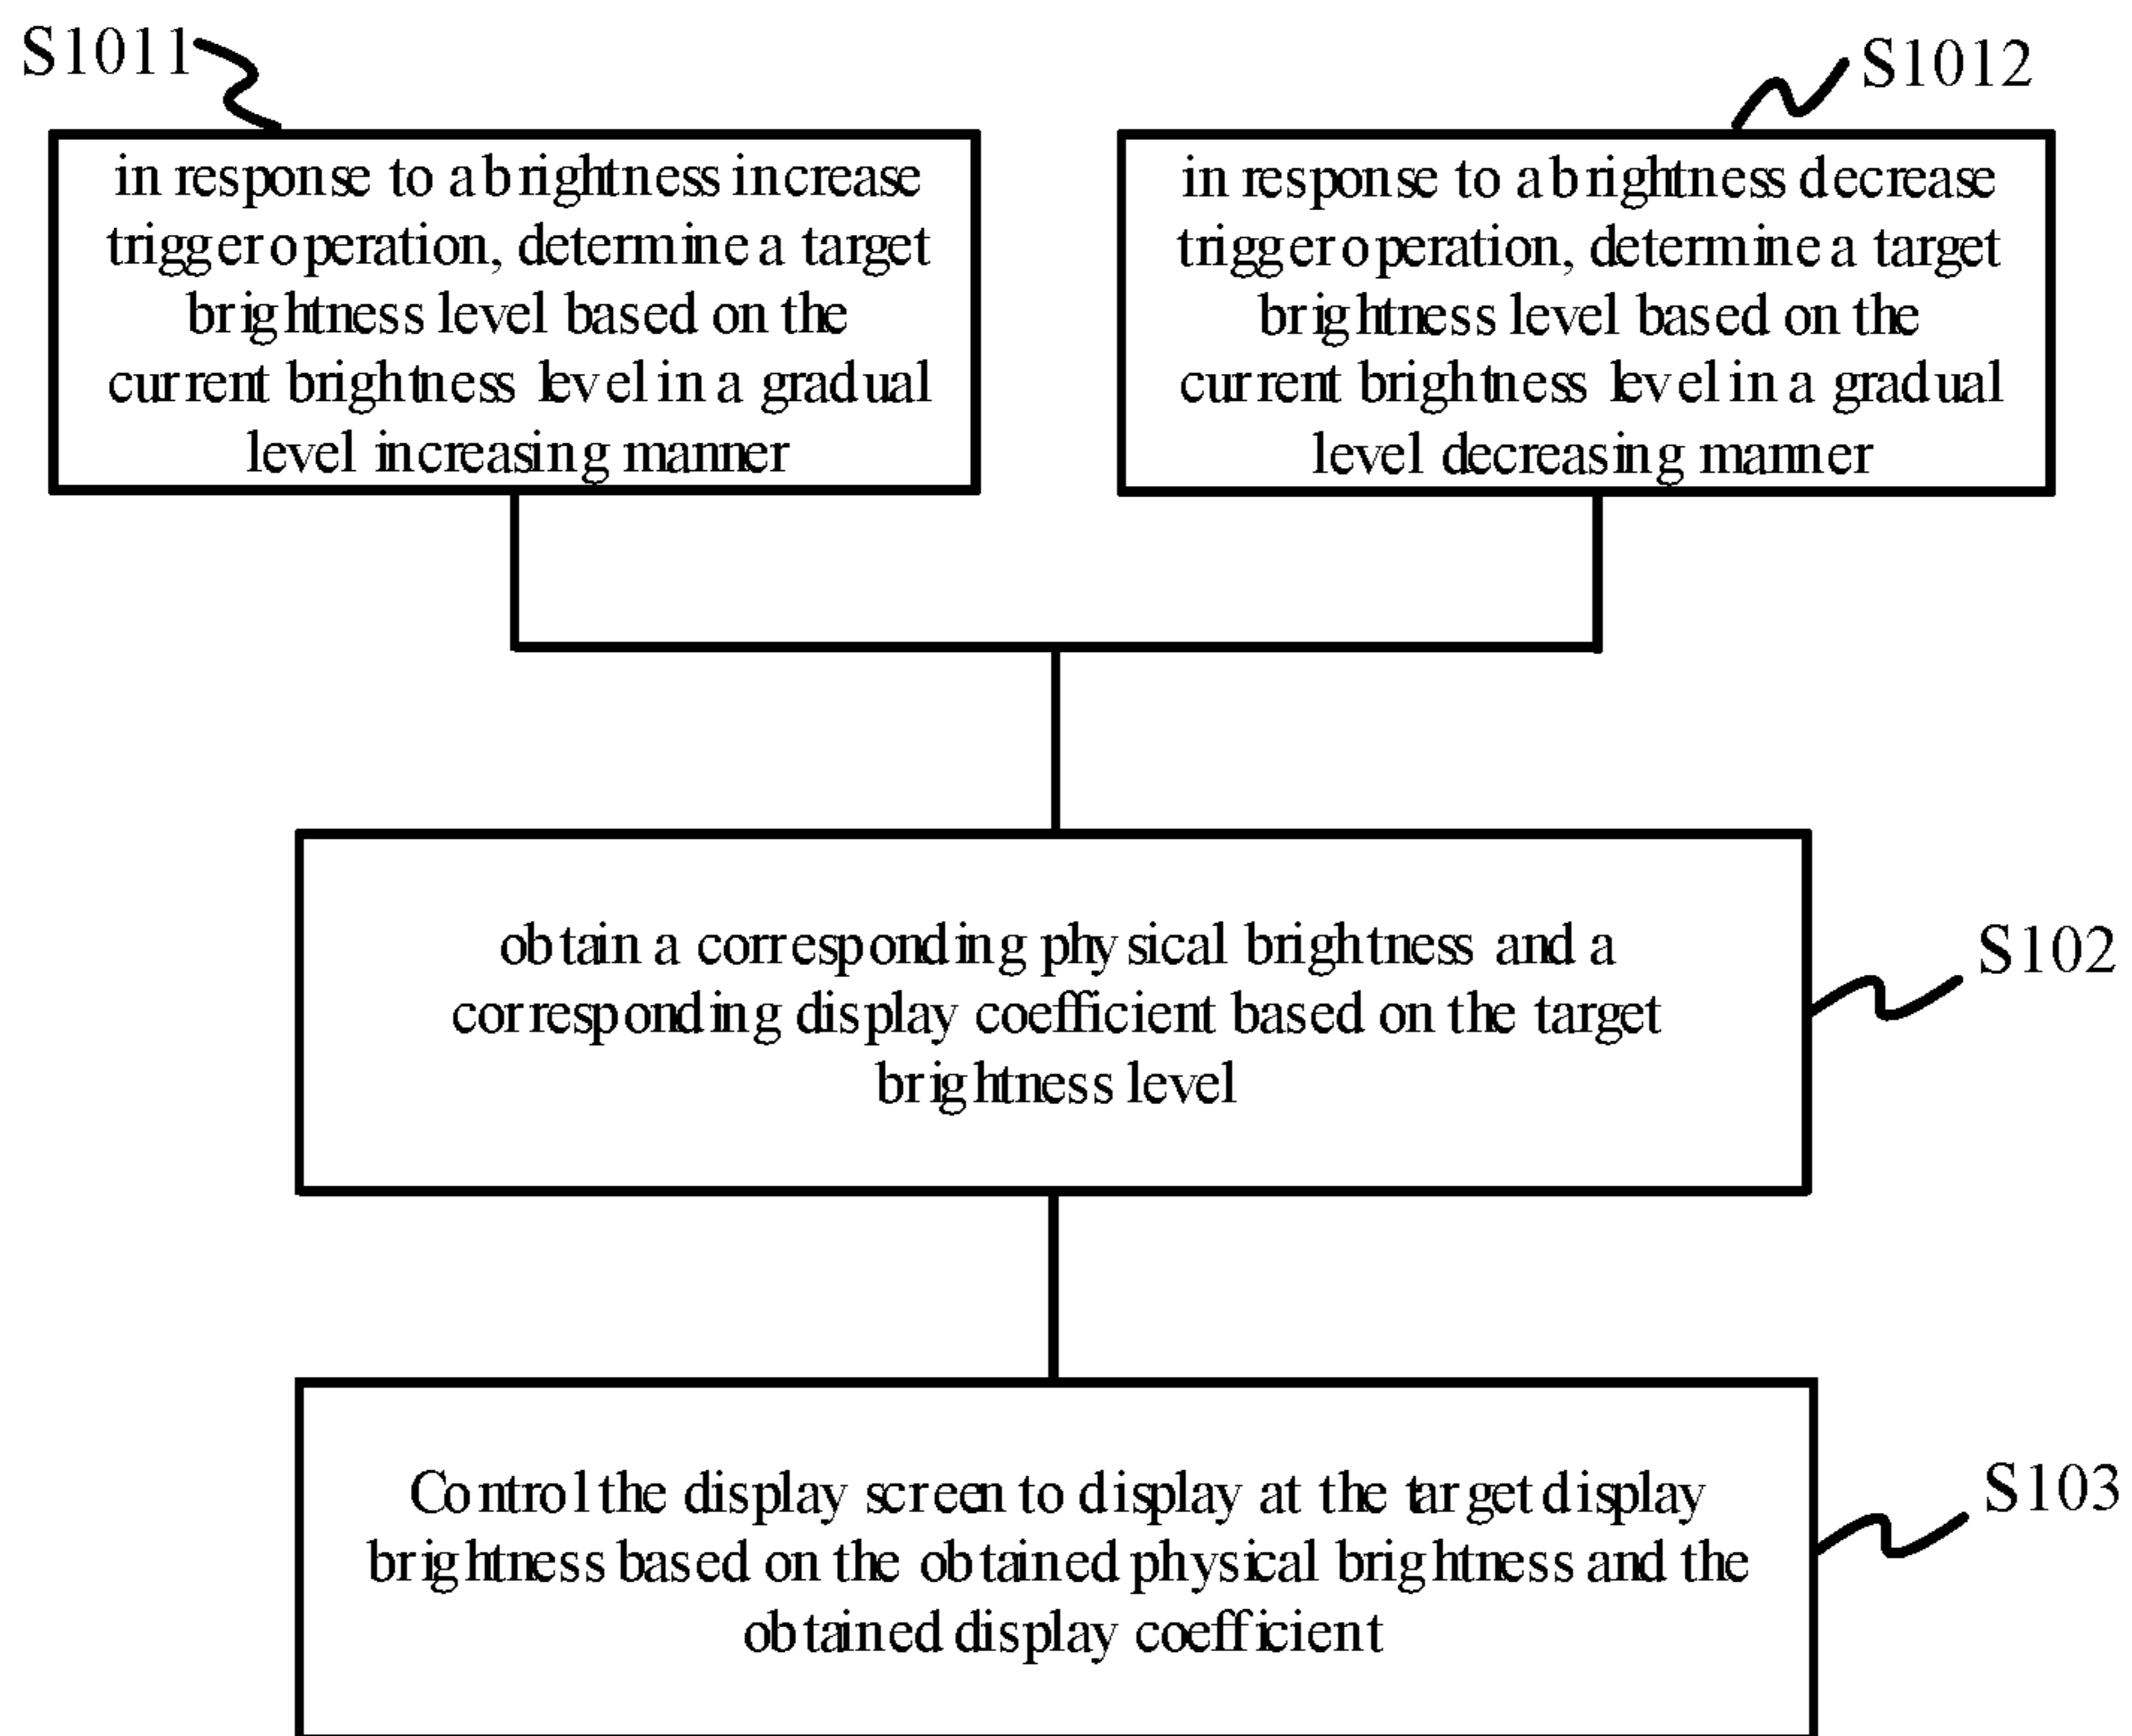 S1011
in response to a brightness increase
trigger operation, determine a target
brightness level based on the
current brightness level in a gradual
level increasing manner
S1012
in response to a brightness decrease
trigger operation, determine a target
brightness level based on the
current brightness level in a gradual
level decreasing manner
obtain a corresponding physical brightness and a
corresponding display coefficient based on the target
brightness level
S102
Control the display screen to display at the target display
brightness based on the obtained physical brightness and the
obtained display coefficient
S103